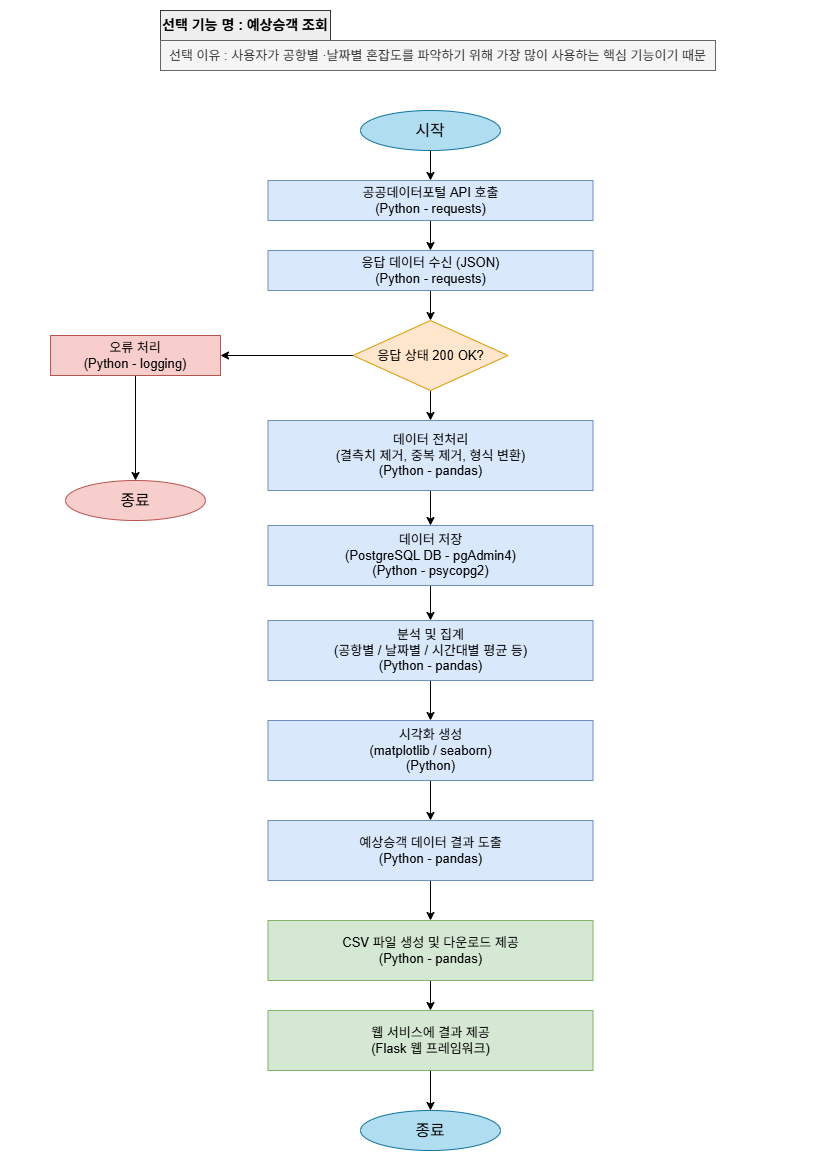 선택 기능 명 : 예상승객 조회
선택 이유 : 사용자가 공항별 ·날짜별 혼잡도를 파악하기 위해 가장 많이 사용하는 핵심 기능이기 때문
시작
공공데이터포털 API 호출
(Python - requests)
응답 데이터 수신 (JSON)
(Python - requests)
응답 상태 200 OK?
오류 처리
(Python - logging)
종료
데이터 전처리
(결측치 제거, 중복 제거, 형식 변환)
(Python - pandas)
데이터 저장
(PostgreSQL DB - pgAdmin4)
(Python - psycopg2)
분석 및 집계
(공항별 / 날짜별 / 시간대별 평균 등)
(Python - pandas)
시각화 생성
(matplotlib / seaborn)
(Python)
예상승객 데이터 결과 도출
(Python - pandas)
CSV 파일 생성 및 다운로드 제공
(Python - pandas)
웹 서비스에 결과 제공
(Flask 웹 프레임워크)
종료